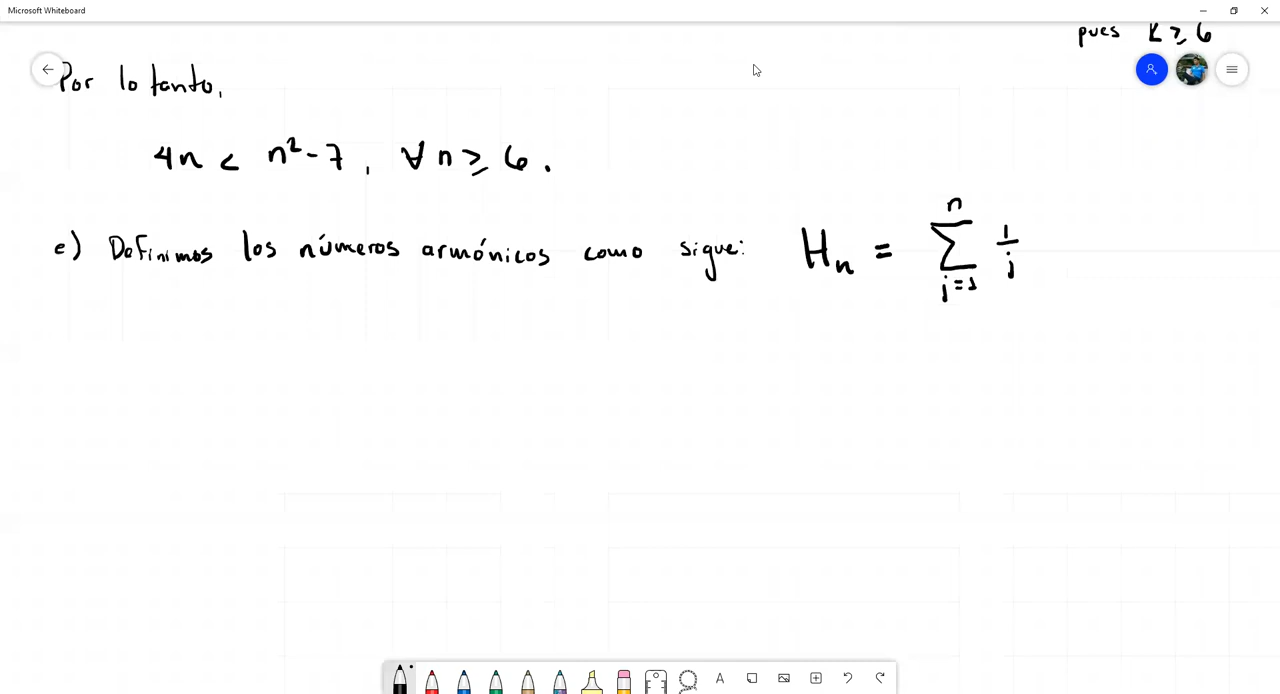 Microsoft Whiteboard
pues k ≥ 6
Por lo tanto,
4n < n² - 7, ∀ n ≥ 6.
e) Definimos los números armónicos como sigue: Hₙ = ∑_{j=1}^{n} 1/j
A